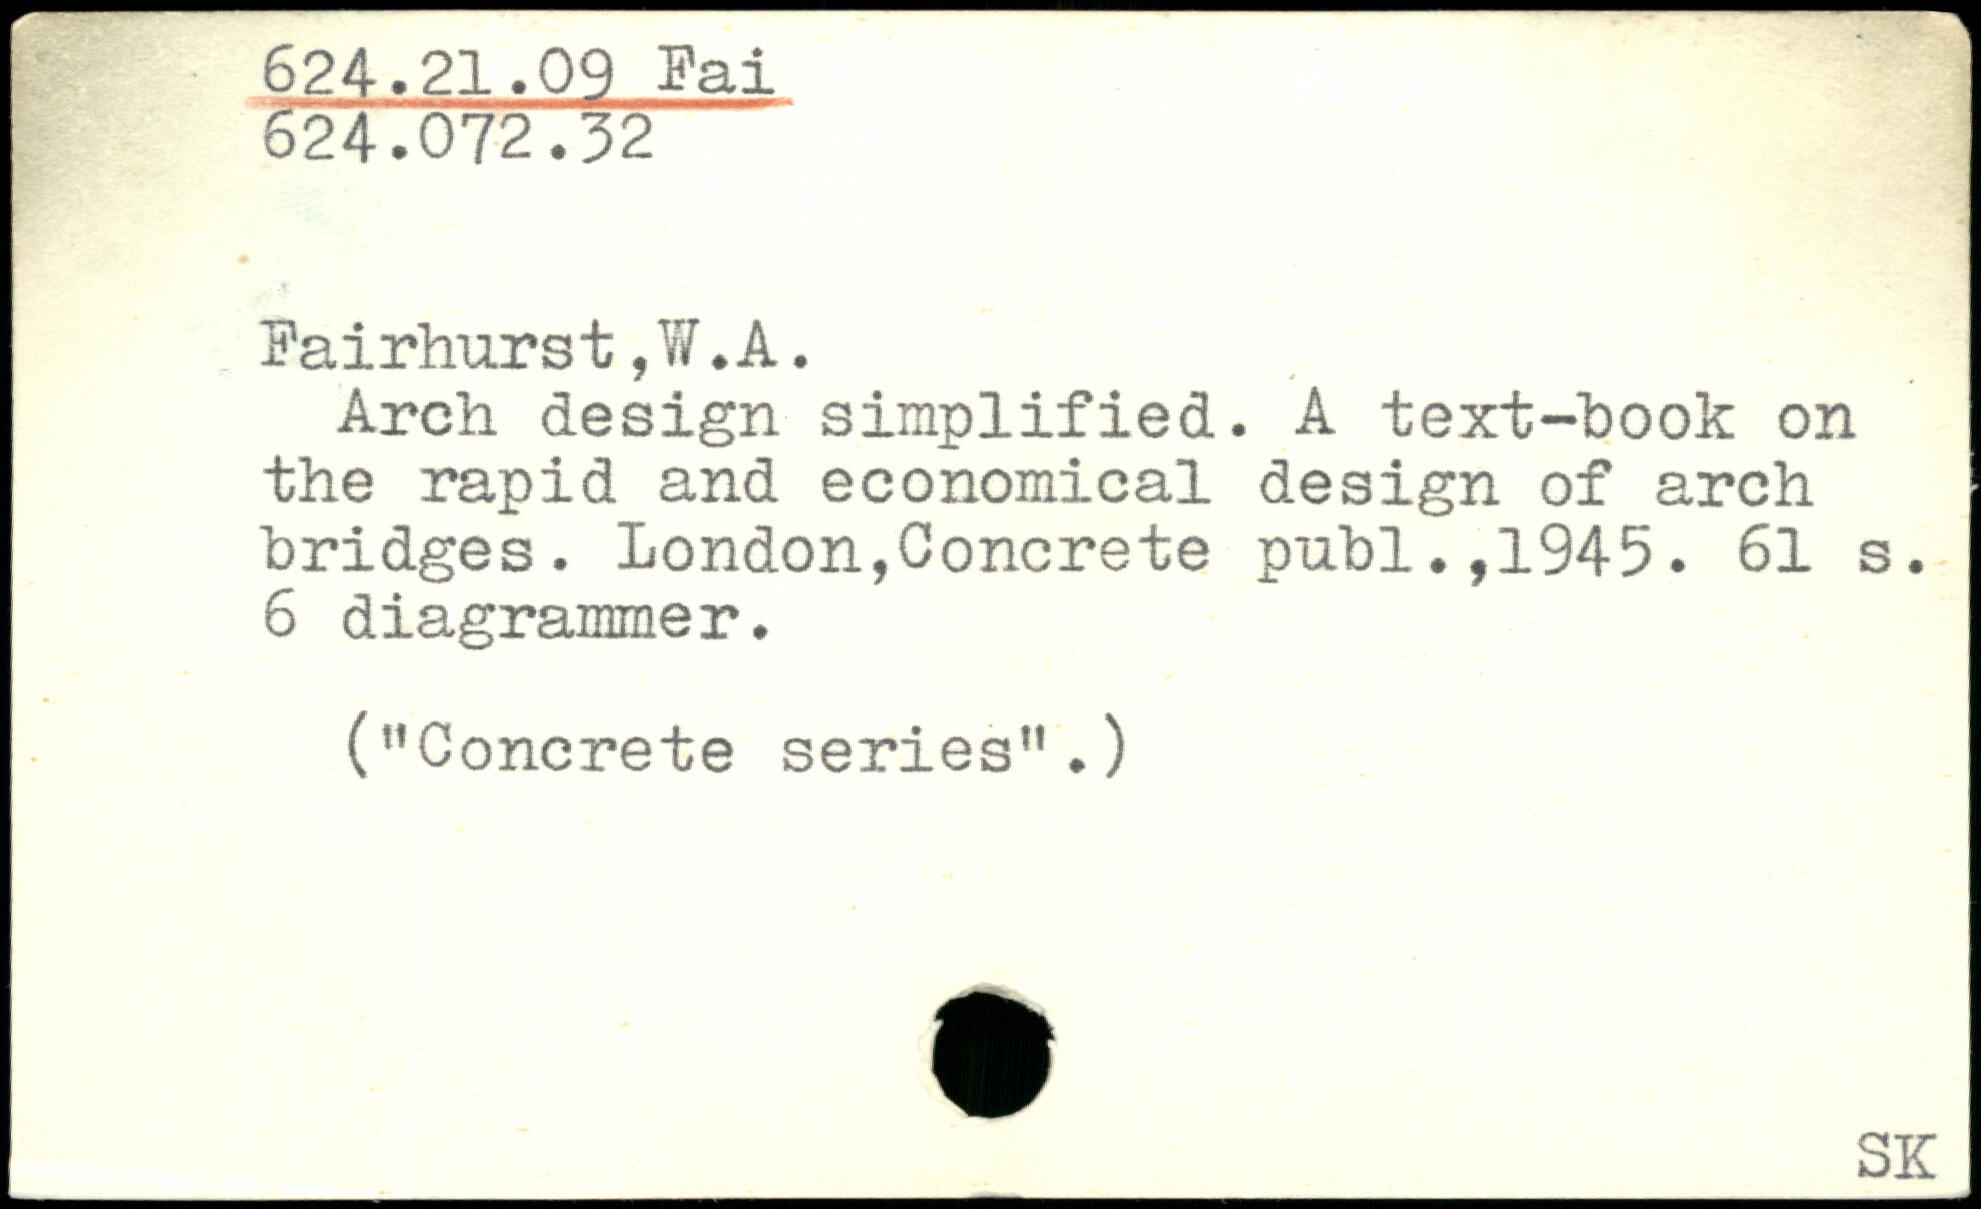 624.21.09 Fai
624.072.32
Fairhurst,W.A.
Arch design simplified. A text-book on
the rapid and economical design of arch
bridges. London,Concrete publ.,1945. 61 s.
6 diagrammer.
("Concrete series".)
SK